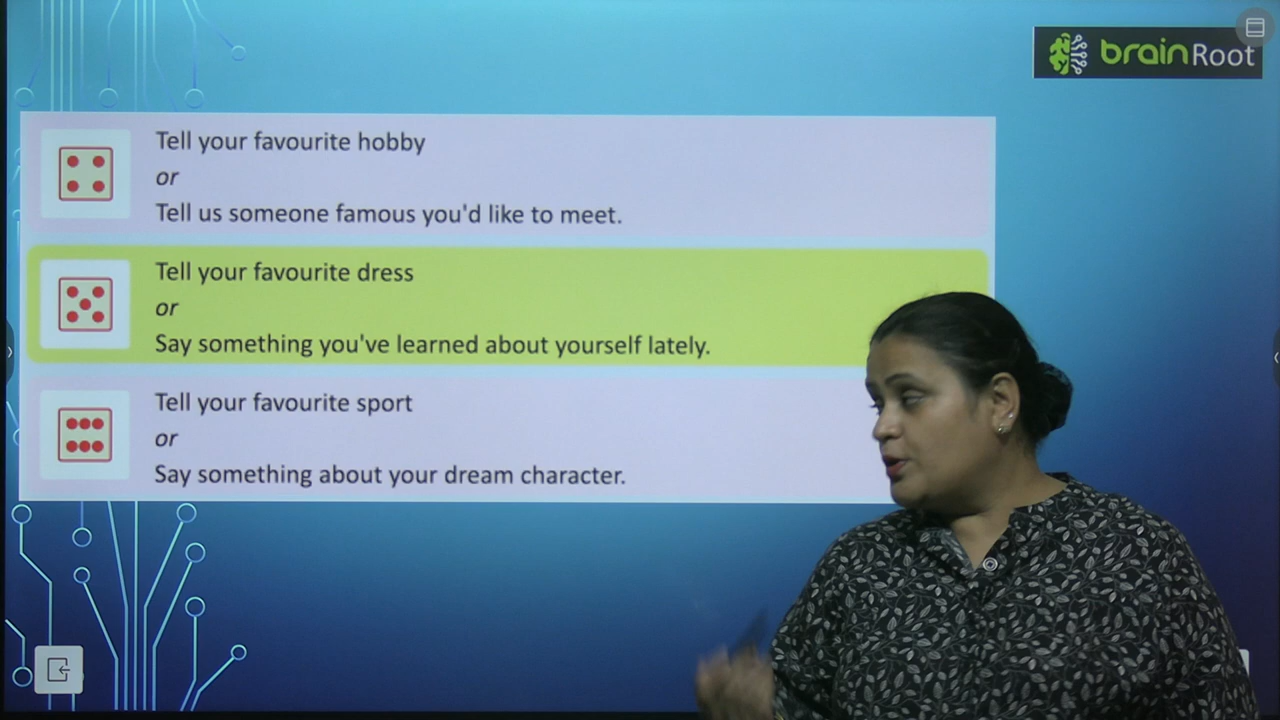 brainRoot
Tell your favourite hobby
or
Tell us someone famous you'd like to meet.
Tell your favourite dress
or
Say something you've learned about yourself lately.
Tell your favourite sport
or
Say something about your dream character.